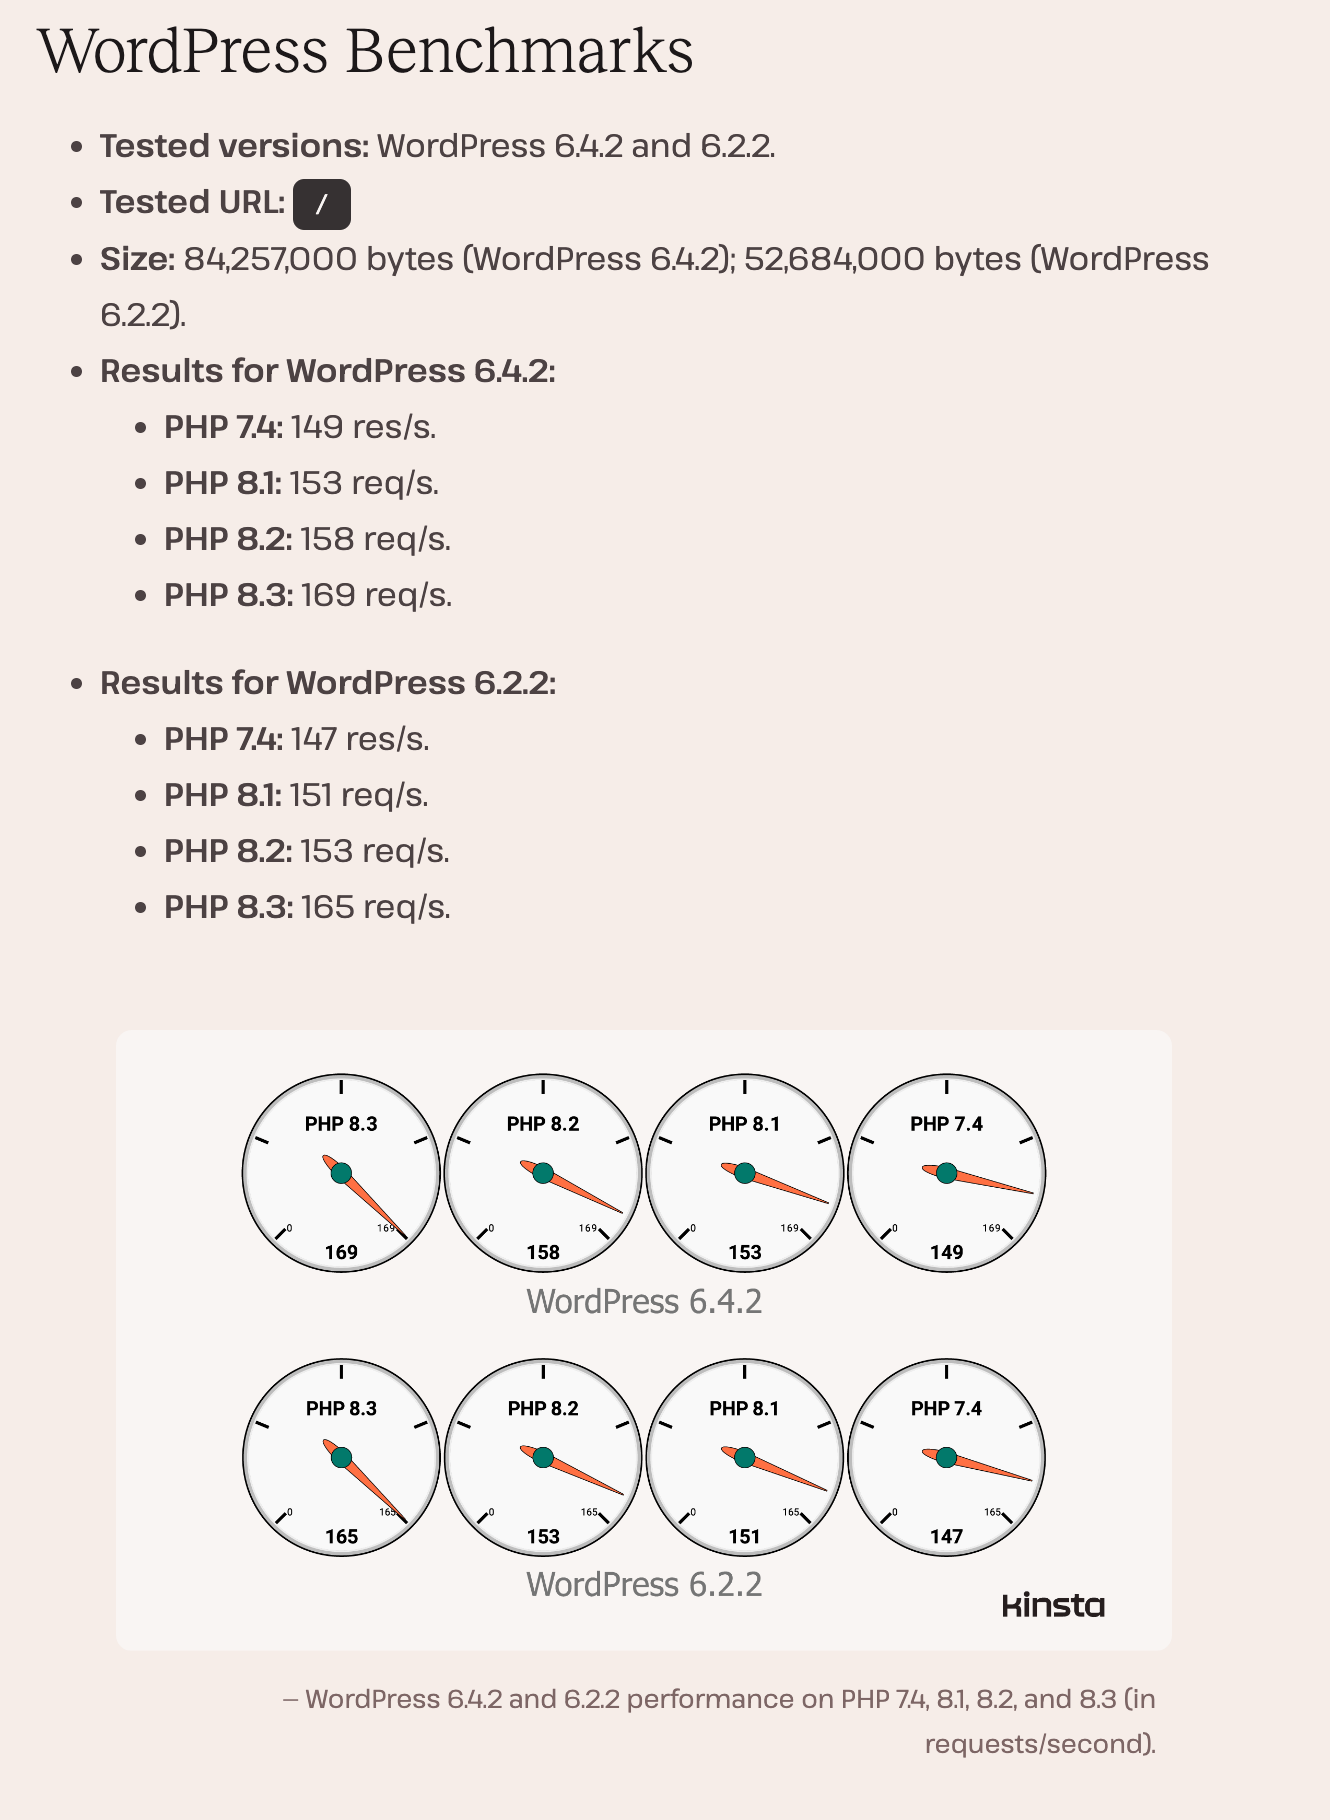 WordPress Benchmarks
Tested versions: WordPress 6.4.2 and 6.2.2.
Tested URL: /
Size: 84,257,000 bytes (WordPress 6.4.2); 52,684,000 bytes (WordPress
6.2.2).
Results for WordPress 6.4.2:
PHP 7.4: 149 res/s.
PHP 8.1: 153 req/s.
PHP 8.2: 158 req/s.
PHP 8.3: 169 req/s.
Results for WordPress 6.2.2:
PHP 7.4: 147 res/s.
PHP 8.1: 151 req/s.
PHP 8.2: 153 req/s.
PHP 8.3: 165 req/s.
PHP 8.3 PHP 8.2 PHP 8.1 PHP 7.4
0 169 0 169 0 169 0 169
169 158 153 149
WordPress 6.4.2
PHP 8.3 PHP 8.2 PHP 8.1 PHP 7.4
0 165 0 165 0 165 0 165
165 153 151 147
WordPress 6.2.2
kinsta
– WordPress 6.4.2 and 6.2.2 performance on PHP 7.4, 8.1, 8.2, and 8.3 (in
requests/second).